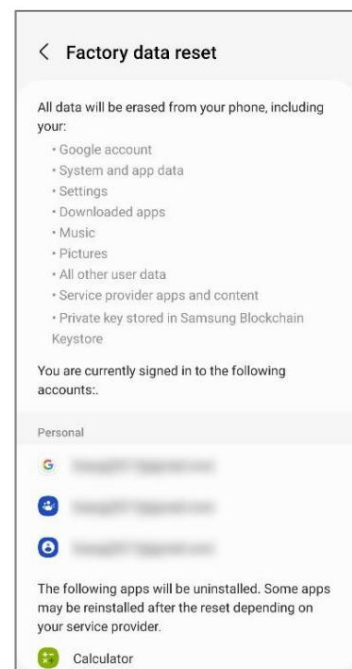 Factory data reset
All data will be erased from your phone, including
your:
• Google account
• System and app data
• Settings
• Downloaded apps
• Music
• Pictures
• All other user data
• Service provider apps and content
• Private key stored in Samsung Blockchain
Keystore
You are currently signed in to the following
accounts:.
Personal
G
The following apps will be uninstalled. Some apps
may be reinstalled after the reset depending on
your service provider.
Calculator